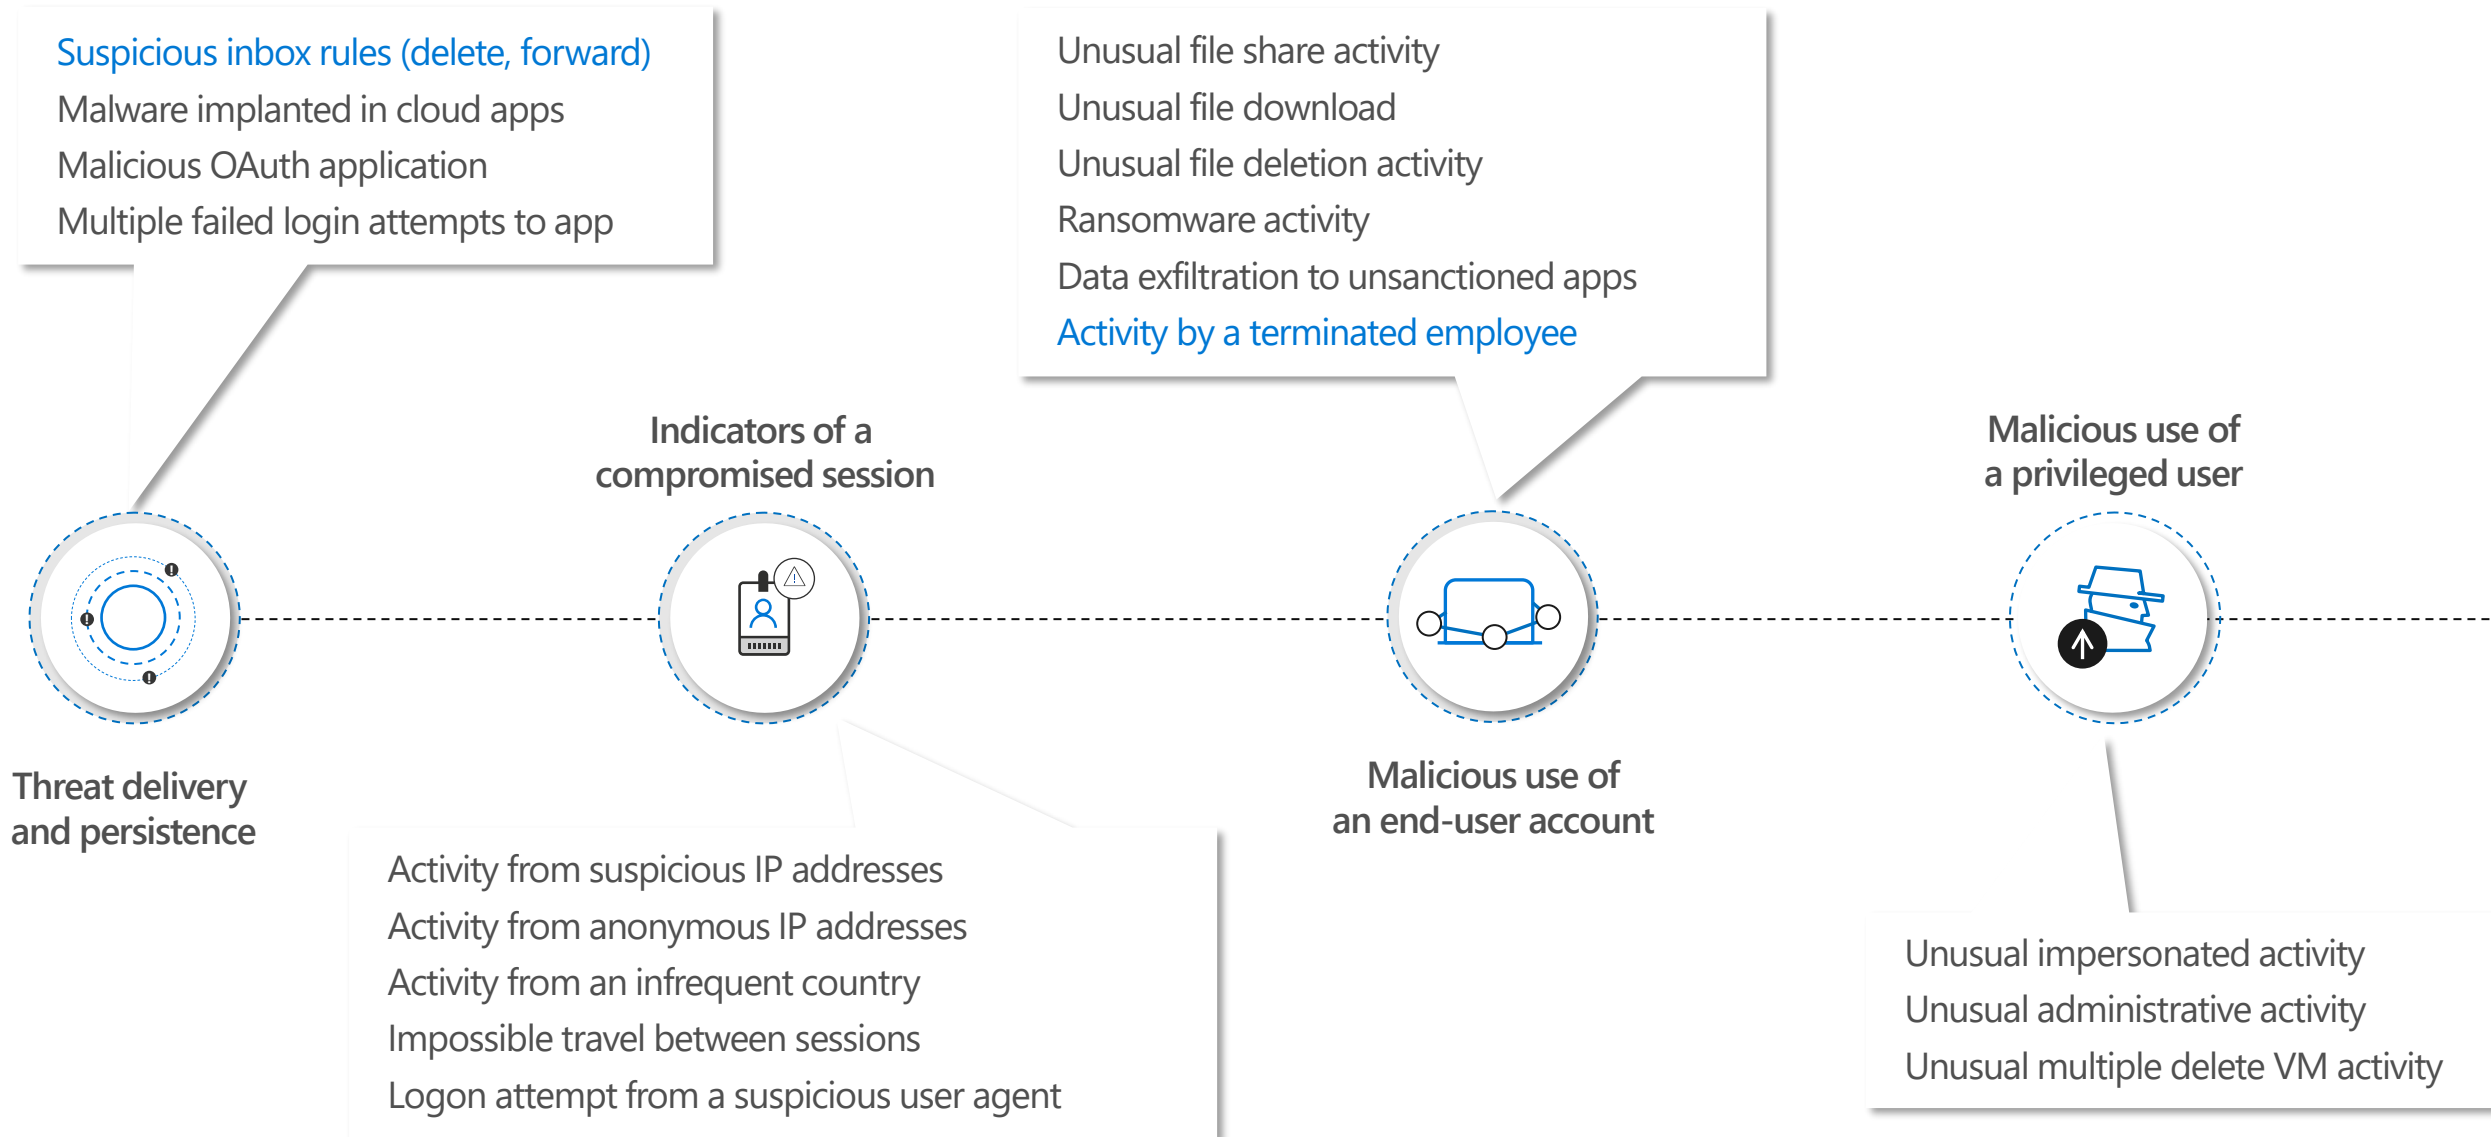 Suspicious inbox rules (delete, forward)
Malware implanted in cloud apps
Malicious OAuth application
Multiple failed login attempts to app
Threat delivery
and persistence
Indicators of a
compromised session
Activity from suspicious IP addresses
Activity from anonymous IP addresses
Activity from an infrequent country
Impossible travel between sessions
Logon attempt from a suspicious user agent
Unusual file share activity
Unusual file download
Unusual file deletion activity
Ransomware activity
Data exfiltration to unsanctioned apps
Activity by a terminated employee
Malicious use of
an end-user account
Malicious use of
a privileged user
Unusual impersonated activity
Unusual administrative activity
Unusual multiple delete VM activity